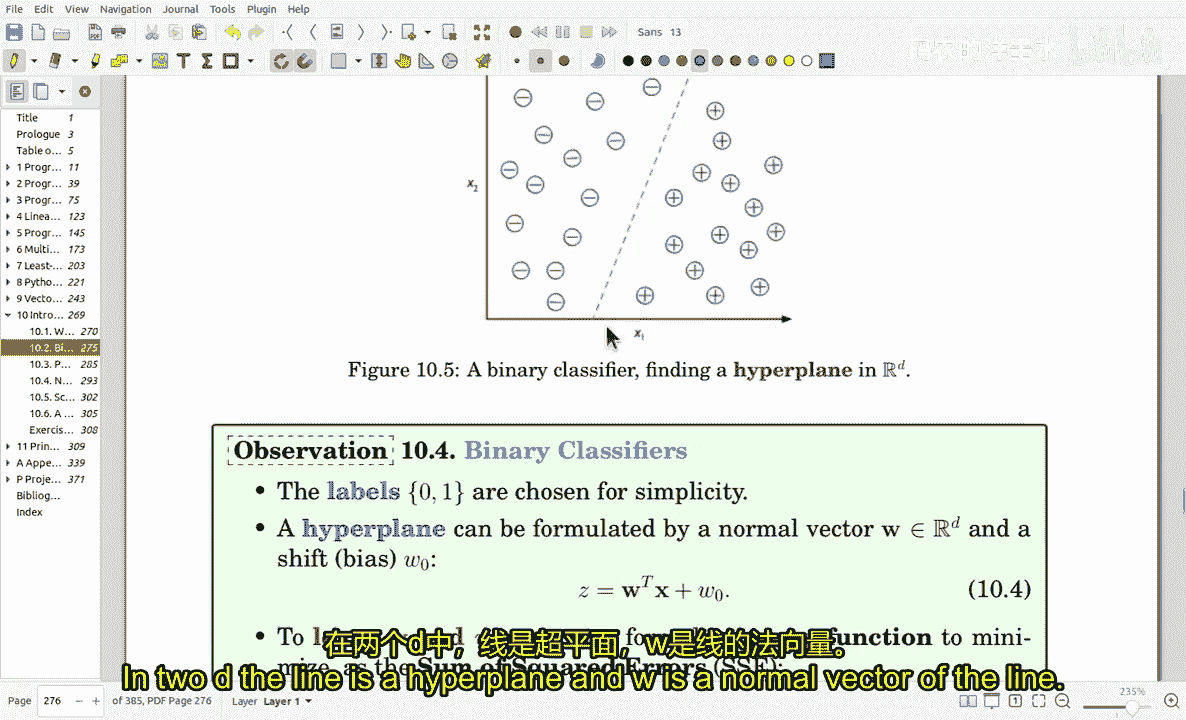 File Edit View Navigation Journal Tools Plugin Help
Sans 13
Title 1
Prologue 3
Table o... 5
1 Progr... 11
2 Progr... 39
3 Progr... 75
4 Linea... 123
5 Progr... 145
6 Multi... 173
7 Least-... 203
8 Pytho... 221
9 Vecto... 243
10 Intro... 269
10.1. W... 270
10.2. Bi... 275
10.3. P... 285
10.4. N... 293
10.5. Sc... 302
10.6. A ... 305
Exercis... 308
11 Prin... 309
A Appe... 339
P Proje... 371
Bibliog...
Index
x₂
x₁
Figure 10.5: A binary classifier, finding a hyperplane in ℝᵈ.
Observation 10.4. Binary Classifiers
• The labels {0, 1} are chosen for simplicity.
• A hyperplane can be formulated by a normal vector w ∈ ℝᵈ and a
shift (bias) w₀:
z = wᵀx + w₀. (10.4)
• To function to mini-
mize, as the Sum of Squared Errors (SSE):
在两个d中，线是超平面，w是线的法向量。
In two d the line is a hyperplane and w is a normal vector of the line.
Page 276 of 385, PDF Page 276 Layer Layer 1
235%